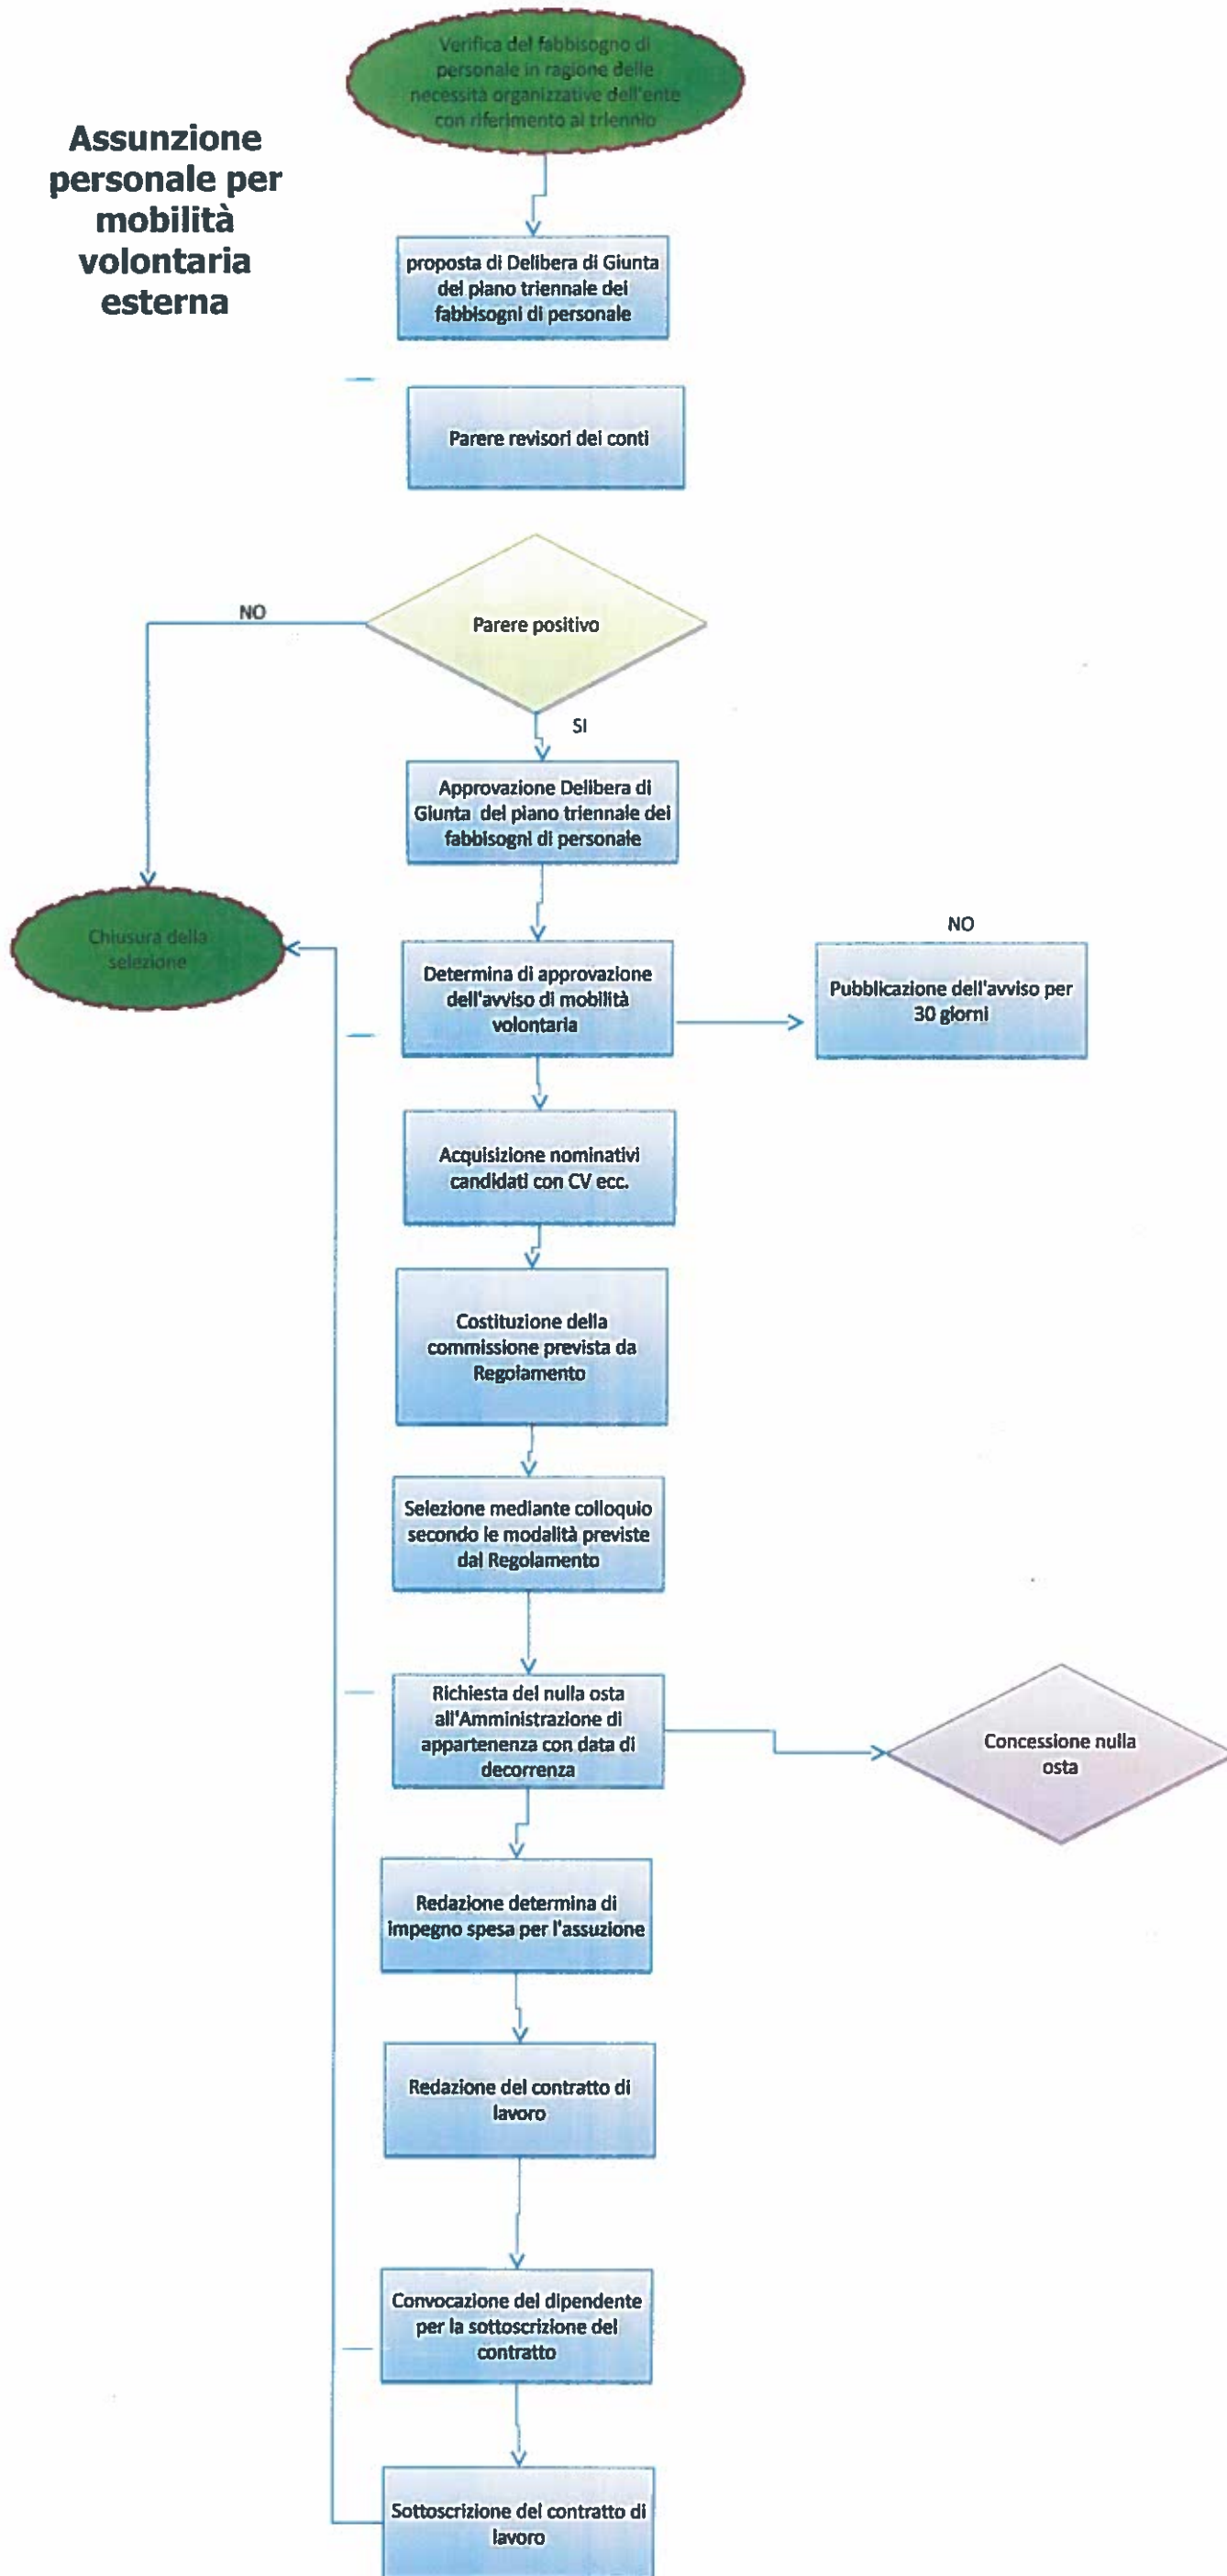 Verifica del fabbisogno di
personale in ragione delle
necessità organizzative dell'ente
con riferimento al triennio
Assunzione
personale per
mobilità
volontaria
esterna
proposta di Delibera di Giunta
del piano triennale dei
fabbisogni di personale
Parere revisori dei conti
NO
Parere positivo
SI
Approvazione Delibera di
Giunta del piano triennale dei
fabbisogni di personale
Chiusura della
selezione
Determina di approvazione
dell'avviso di mobilità
volontaria
NO
Pubblicazione dell'avviso per
30 giorni
Acquisizione nominativi
candidati con CV ecc.
Costituzione della
commissione prevista da
Regolamento
Selezione mediante colloquio
secondo le modalità previste
dal Regolamento
Richiesta del nulla osta
all'Amministrazione di
appartenenza con data di
decorrenza
Concessione nulla
osta
Redazione determina di
impegno spesa per l'assuzione
Redazione del contratto di
lavoro
Convocazione del dipendente
per la sottoscrizione del
contratto
Sottoscrizione del contratto di
lavoro